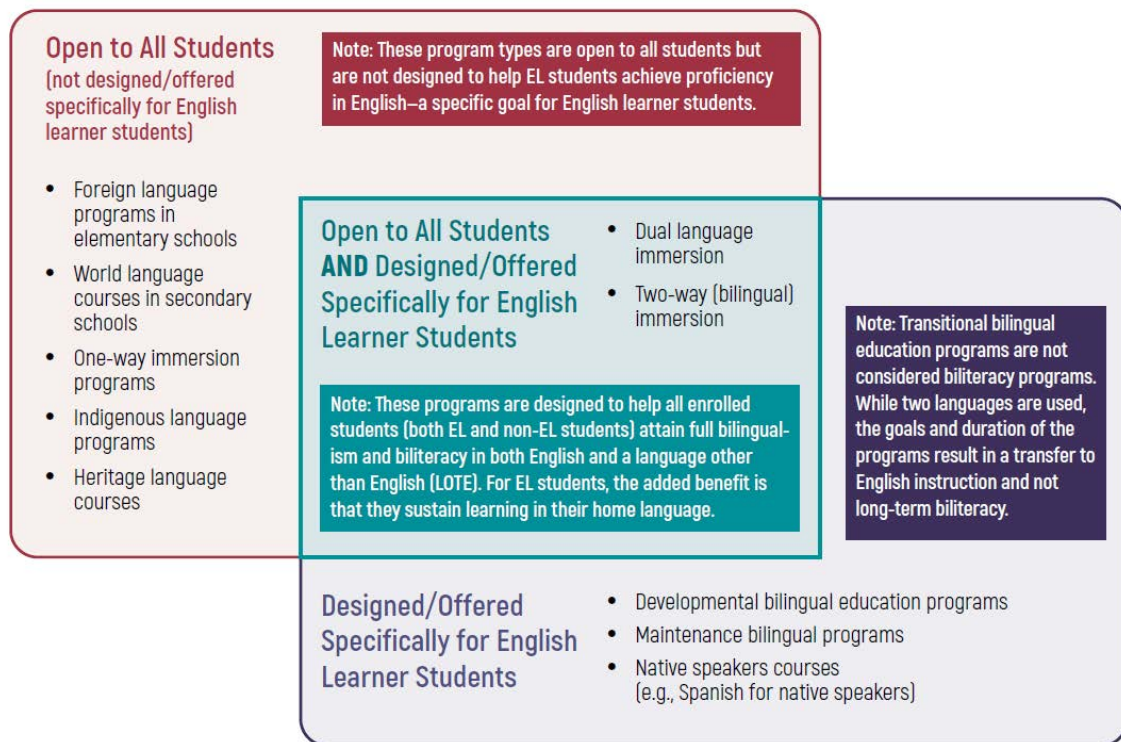 Open to All Students
(not designed/offered
specifically for English
learner students)
Note: These program types are open to all students but
are not designed to help EL students achieve proficiency
in English—a specific goal for English learner students.
• Foreign language
programs in
elementary schools
• World language
courses in secondary
schools
• One-way immersion
programs
• Indigenous language
programs
• Heritage language
courses
Open to All Students
AND Designed/Offered
Specifically for English
Learner Students
• Dual language
immersion
• Two-way (bilingual)
immersion
Note: These programs are designed to help all enrolled
students (both EL and non-EL students) attain full bilingual-
ism and biliteracy in both English and a language other
than English (LOTE). For EL students, the added benefit is
that they sustain learning in their home language.
Note: Transitional bilingual
education programs are not
considered biliteracy programs.
While two languages are used,
the goals and duration of the
programs result in a transfer to
English instruction and not
long-term biliteracy.
Designed/Offered
Specifically for English
Learner Students
• Developmental bilingual education programs
• Maintenance bilingual programs
• Native speakers courses
(e.g., Spanish for native speakers)